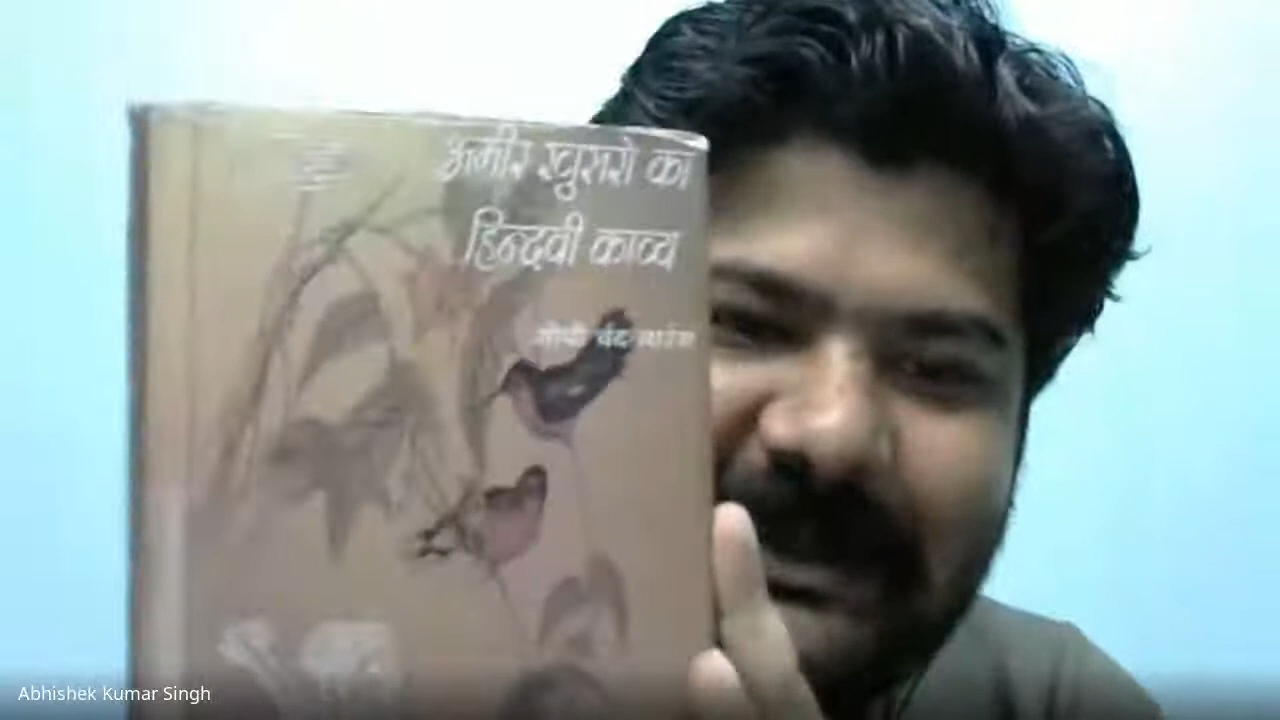 अमीर खुसरो का
हिन्दवी काव्य
गोपी चंद नारंग
Abhishek Kumar Singh